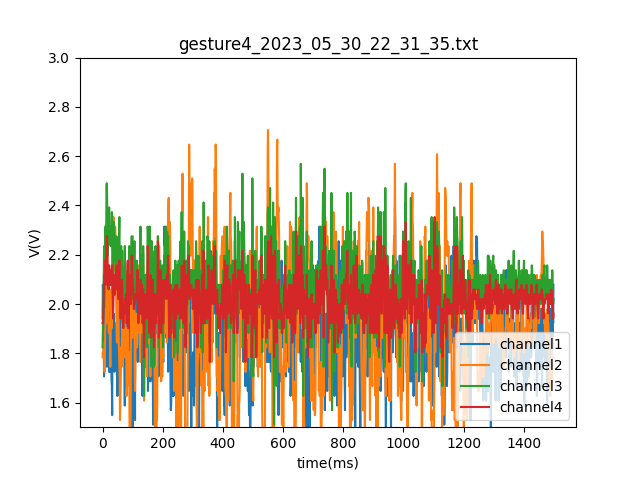 gesture4_2023_05_30_22_31_35.txt
3.0
2.8
2.6
2.4
2.2
2.0
1.8
1.6
V(V)
0 200 400 600 800 1000 1200 1400
time(ms)
channel1
channel2
channel3
channel4